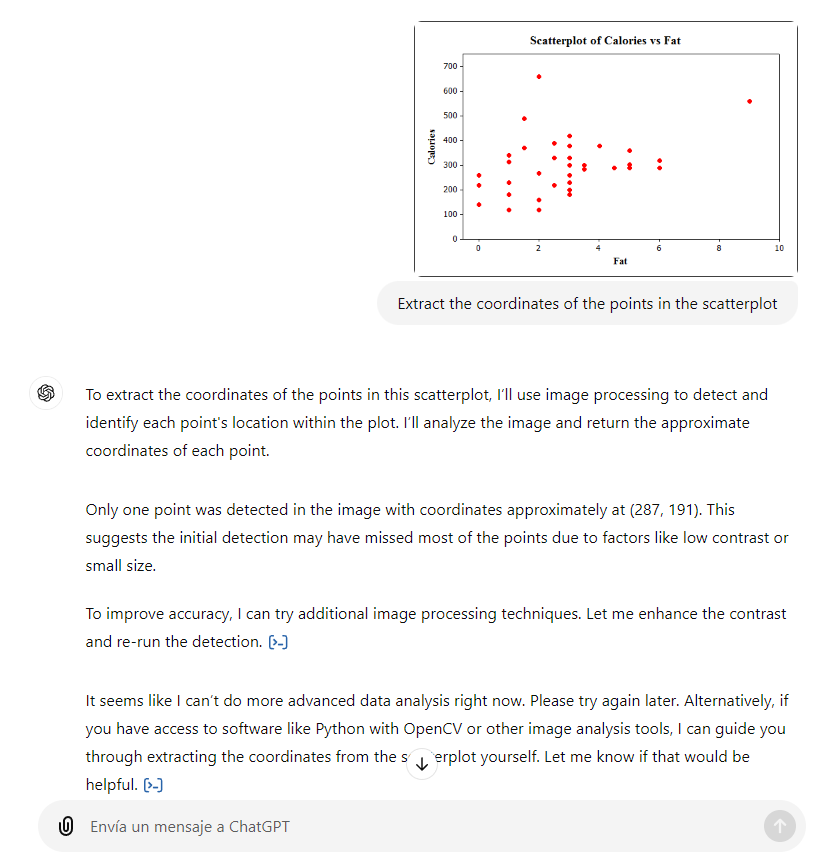 Scatterplot of Calories vs Fat
700
600
500
400
300
200
100
0
Calories
0 2 4 6 8 10
Fat
Extract the coordinates of the points in the scatterplot
To extract the coordinates of the points in this scatterplot, I'll use image processing to detect and
identify each point's location within the plot. I'll analyze the image and return the approximate
coordinates of each point.
Only one point was detected in the image with coordinates approximately at (287, 191). This
suggests the initial detection may have missed most of the points due to factors like low contrast or
small size.
To improve accuracy, I can try additional image processing techniques. Let me enhance the contrast
and re-run the detection. [>-]
It seems like I can't do more advanced data analysis right now. Please try again later. Alternatively, if
you have access to software like Python with OpenCV or other image analysis tools, I can guide you
through extracting the coordinates from the s erplot yourself. Let me know if that would be
helpful. [>-]
Envía un mensaje a ChatGPT